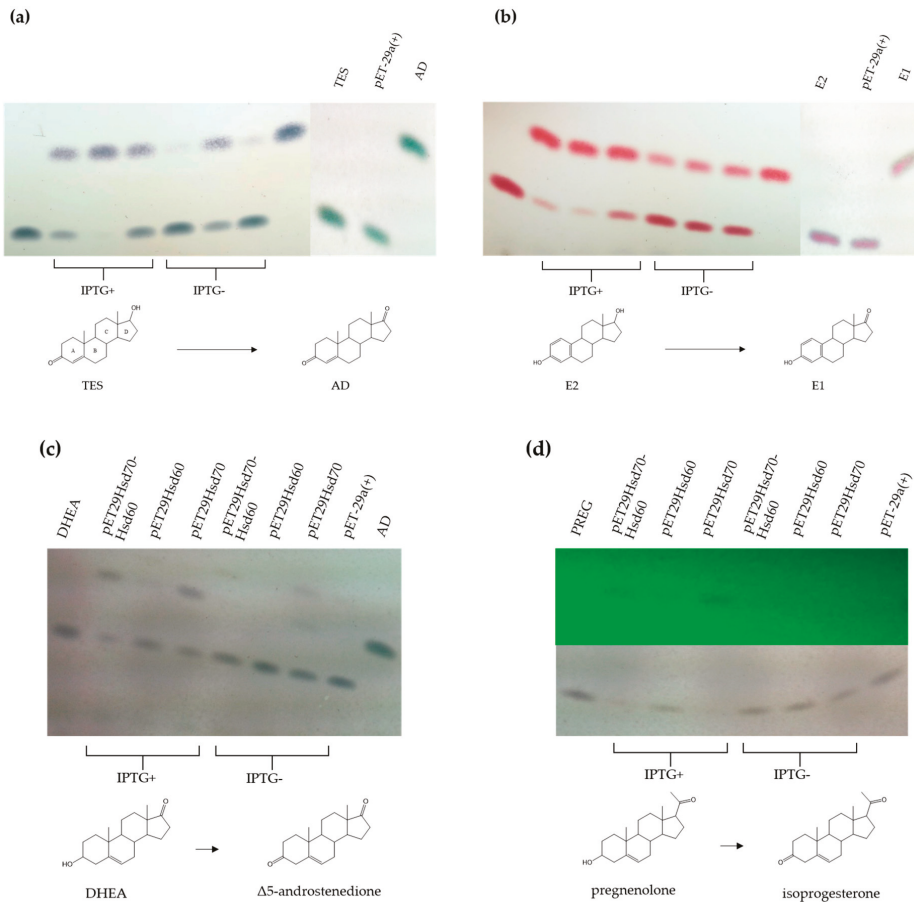 (a)
TES
pET-29a(+)
AD
IPTG+
IPTG-
OH
C
D
A
B
O
TES
O
O
AD
(b)
E2
pET-29a(+)
E1
IPTG+
IPTG-
OH
HO
E2
O
HO
E1
(c)
DHEA
pET29Hsd70-
Hsd60
pET29Hsd60
pET29Hsd70
pET29Hsd70-
Hsd60
pET29Hsd60
pET29Hsd70
pET-29a(+)
AD
IPTG+
IPTG-
O
HO
DHEA
O
O
Δ5-androstenedione
(d)
PREG
pET29Hsd70-
Hsd60
pET29Hsd60
pET29Hsd70
pET29Hsd70-
Hsd60
pET29Hsd60
pET29Hsd70
pET-29a(+)
IPTG+
IPTG-
O
HO
pregnenolone
O
O
isoprogesterone